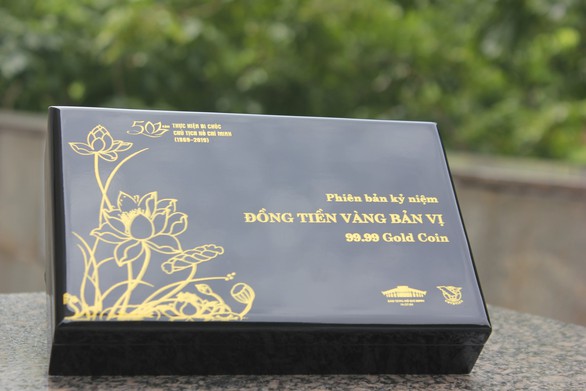 50 NĂM THỰC HIỆN DI CHÚC
CHỦ TỊCH HỒ CHÍ MINH
(1969-2019)
Phiên bản kỷ niệm
ĐỒNG TIỀN VÀNG BẢN VỊ
99.99 Gold Coin